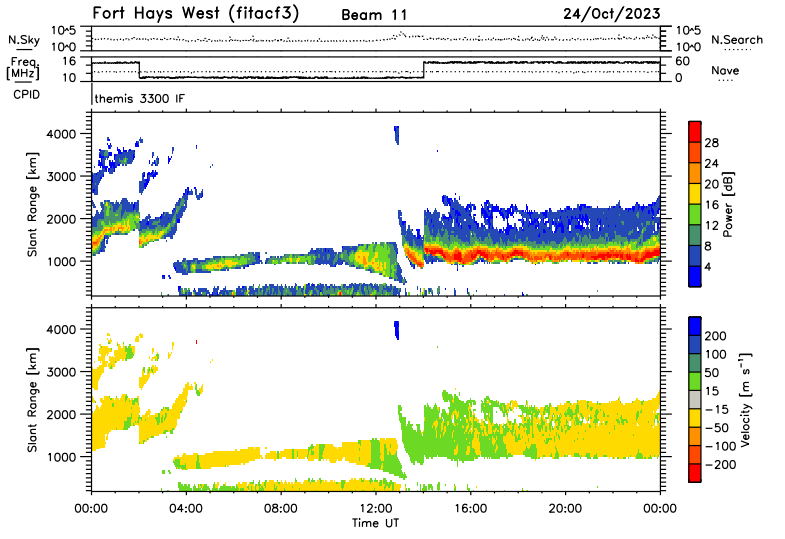 Fort Hays West (fitacf3) Beam 11 24/Oct/2023
N.Sky 10^5 10^0 10^5 10^0 N.Search
Freq. [MHz] 16 10 60 0 Nave
CPID themis 3300 IF
Slant Range [km] 4000 3000 2000 1000
28 24 20 16 12 8 4 Power [dB]
Slant Range [km] 4000 3000 2000 1000
200 100 50 15 -15 -50 -100 -200 Velocity [m s⁻¹]
00:00 04:00 08:00 12:00 16:00 20:00 00:00
Time UT